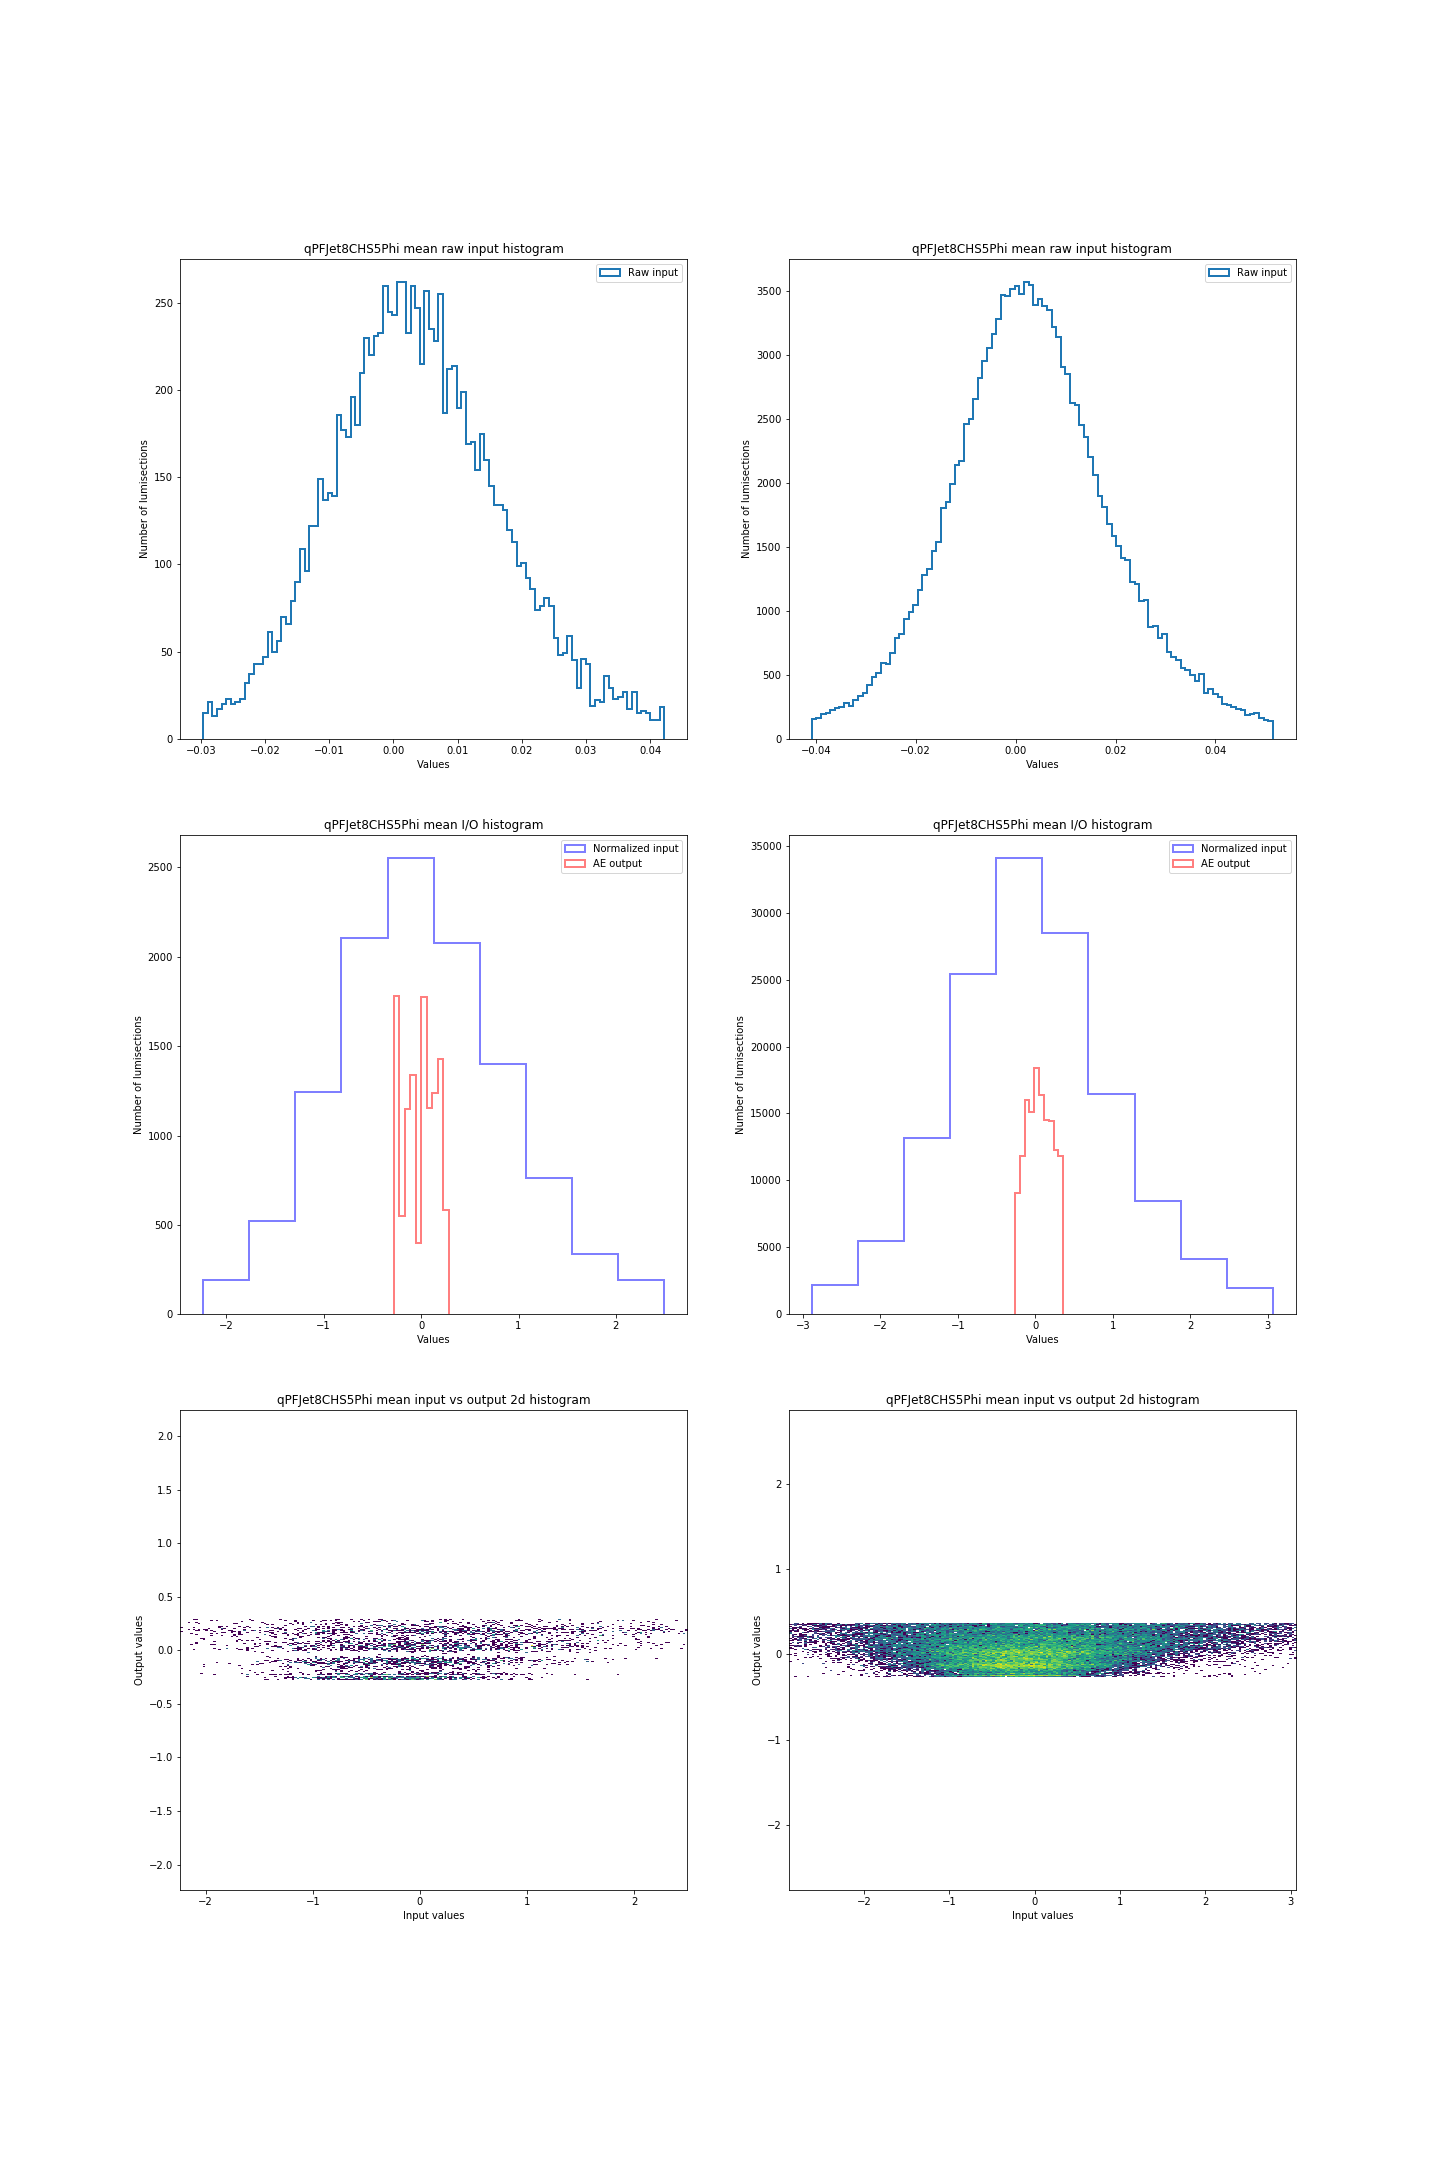 qPFJet8CHS5Phi mean raw input histogram
Raw input
Number of lumisections
250
200
150
100
50
0
−0.03 −0.02 −0.01 0.00 0.01 0.02 0.03 0.04
Values
qPFJet8CHS5Phi mean raw input histogram
Raw input
Number of lumisections
3500
3000
2500
2000
1500
1000
500
0
−0.04 −0.02 0.00 0.02 0.04
Values
qPFJet8CHS5Phi mean I/O histogram
Normalized input
AE output
Number of lumisections
2500
2000
1500
1000
500
0
−2 −1 0 1 2
Values
qPFJet8CHS5Phi mean I/O histogram
Normalized input
AE output
Number of lumisections
35000
30000
25000
20000
15000
10000
5000
0
−3 −2 −1 0 1 2 3
Values
qPFJet8CHS5Phi mean input vs output 2d histogram
Output values
2.0
1.5
1.0
0.5
0.0
−0.5
−1.0
−1.5
−2.0
−2 −1 0 1 2
Input values
qPFJet8CHS5Phi mean input vs output 2d histogram
Output values
2
1
0
−1
−2
−2 −1 0 1 2 3
Input values